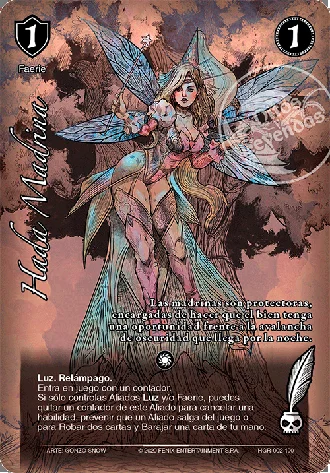 1
1
Faerie
Hada Madrina
Las madrinas son protectoras,
encargadas de hacer que el bien tenga
una oportunidad frente a la avalancha
de oscuridad que llega por la noche.
Luz. Relámpago.
Entra en juego con un contador.
Si sólo controlas Aliados Luz y/o Faerie, puedes
quitar un contador de este Aliado para cancelar una
habilidad, prevenir que un Aliado salga del juego o
para Robar dos cartas y Barajar una carta de tu mano.
ARTE: GONZO SNOW
© 2020 FENIX ENTERTAINMENT S.P.A.